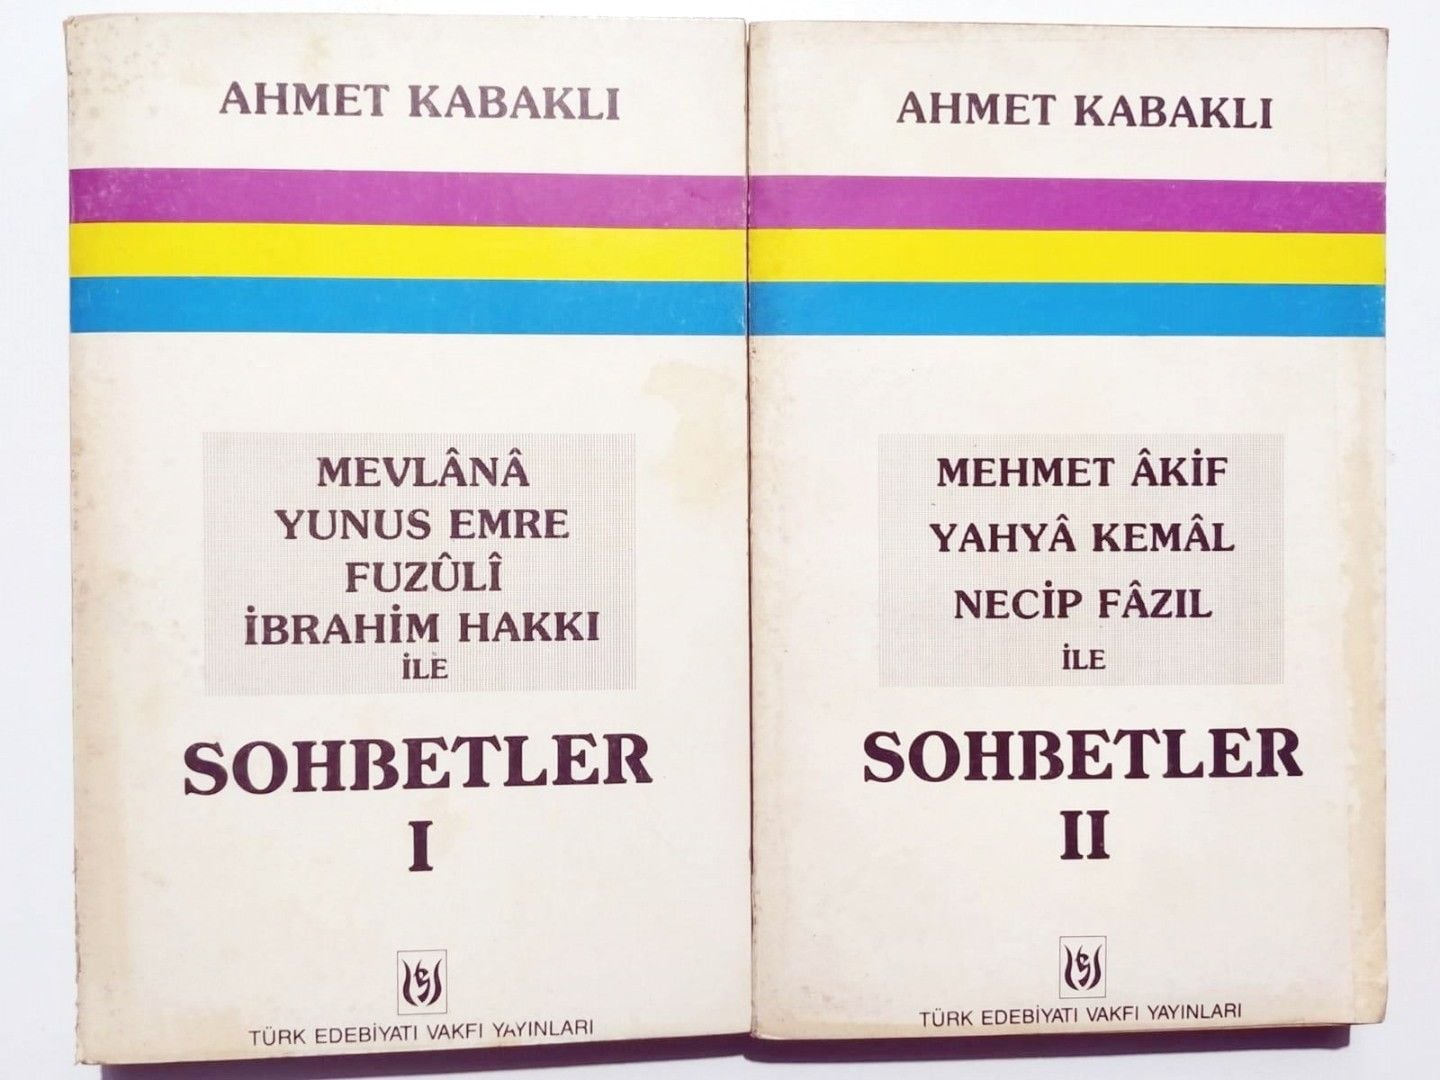 AHMET KABAKLI
MEVLÂNÂ
YUNUS EMRE
FUZÛLÎ
İBRAHİM HAKKI
İLE
SOHBETLER
I
TÜRK EDEBİYATI VAKFI YAYINLARI
AHMET KABAKLI
MEHMET ÂKİF
YAHYÂ KEMÂL
NECİP FÂZIL
İLE
SOHBETLER
II
TÜRK EDEBİYATI VAKFI YAYINLARI